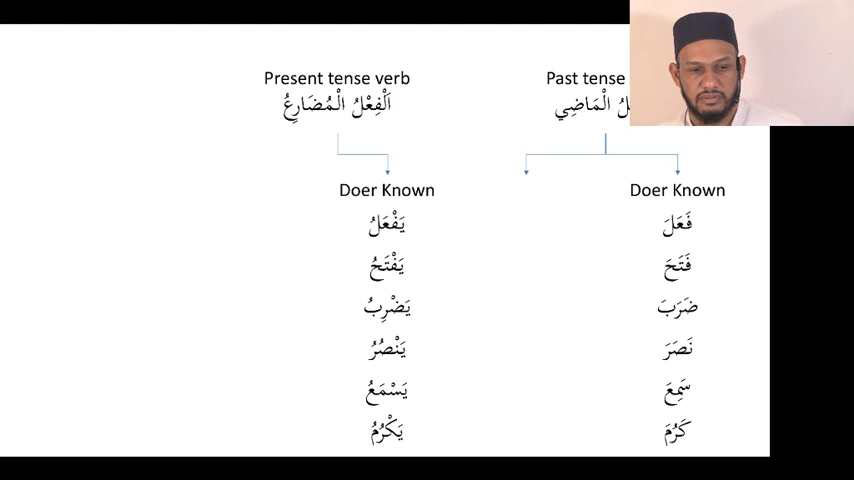 Present tense verb
اَلْفِعْلُ الْمُضَارِعُ
Past tense
الْمَاضِي
Doer Known
Doer Known
يَفْعَلُ
فَعَلَ
يَفْتَحُ
فَتَحَ
يَضْرِبُ
ضَرَبَ
يَنْصُرُ
نَصَرَ
يَسْمَعُ
سَمِعَ
يَكْرُمُ
كَرُمَ